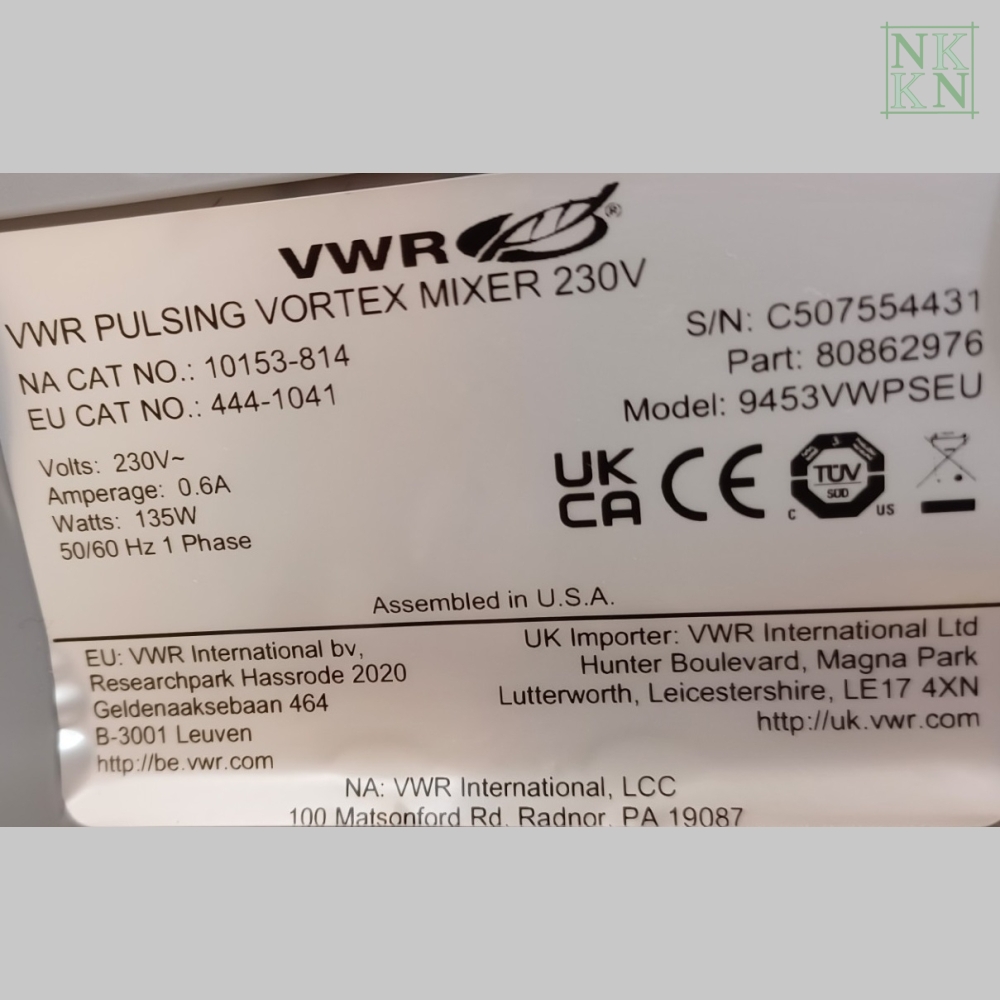 NK
KN
VWR®
VWR PULSING VORTEX MIXER 230V
NA CAT NO.: 10153-814
EU CAT NO.: 444-1041
S/N: C507554431
Part: 80862976
Model: 9453VWPSEU
Volts: 230V~
Amperage: 0.6A
Watts: 135W
50/60 Hz 1 Phase
UK
CA
CE
TÜV
SÜD
C US
Assembled in U.S.A.
EU: VWR International bv,
Researchpark Hassrode 2020
Geldenaaksebaan 464
B-3001 Leuven
http://be.vwr.com
UK Importer: VWR International Ltd
Hunter Boulevard, Magna Park
Lutterworth, Leicestershire, LE17 4XN
http://uk.vwr.com
NA: VWR International, LCC
100 Matsonford Rd. Radnor, PA 19087